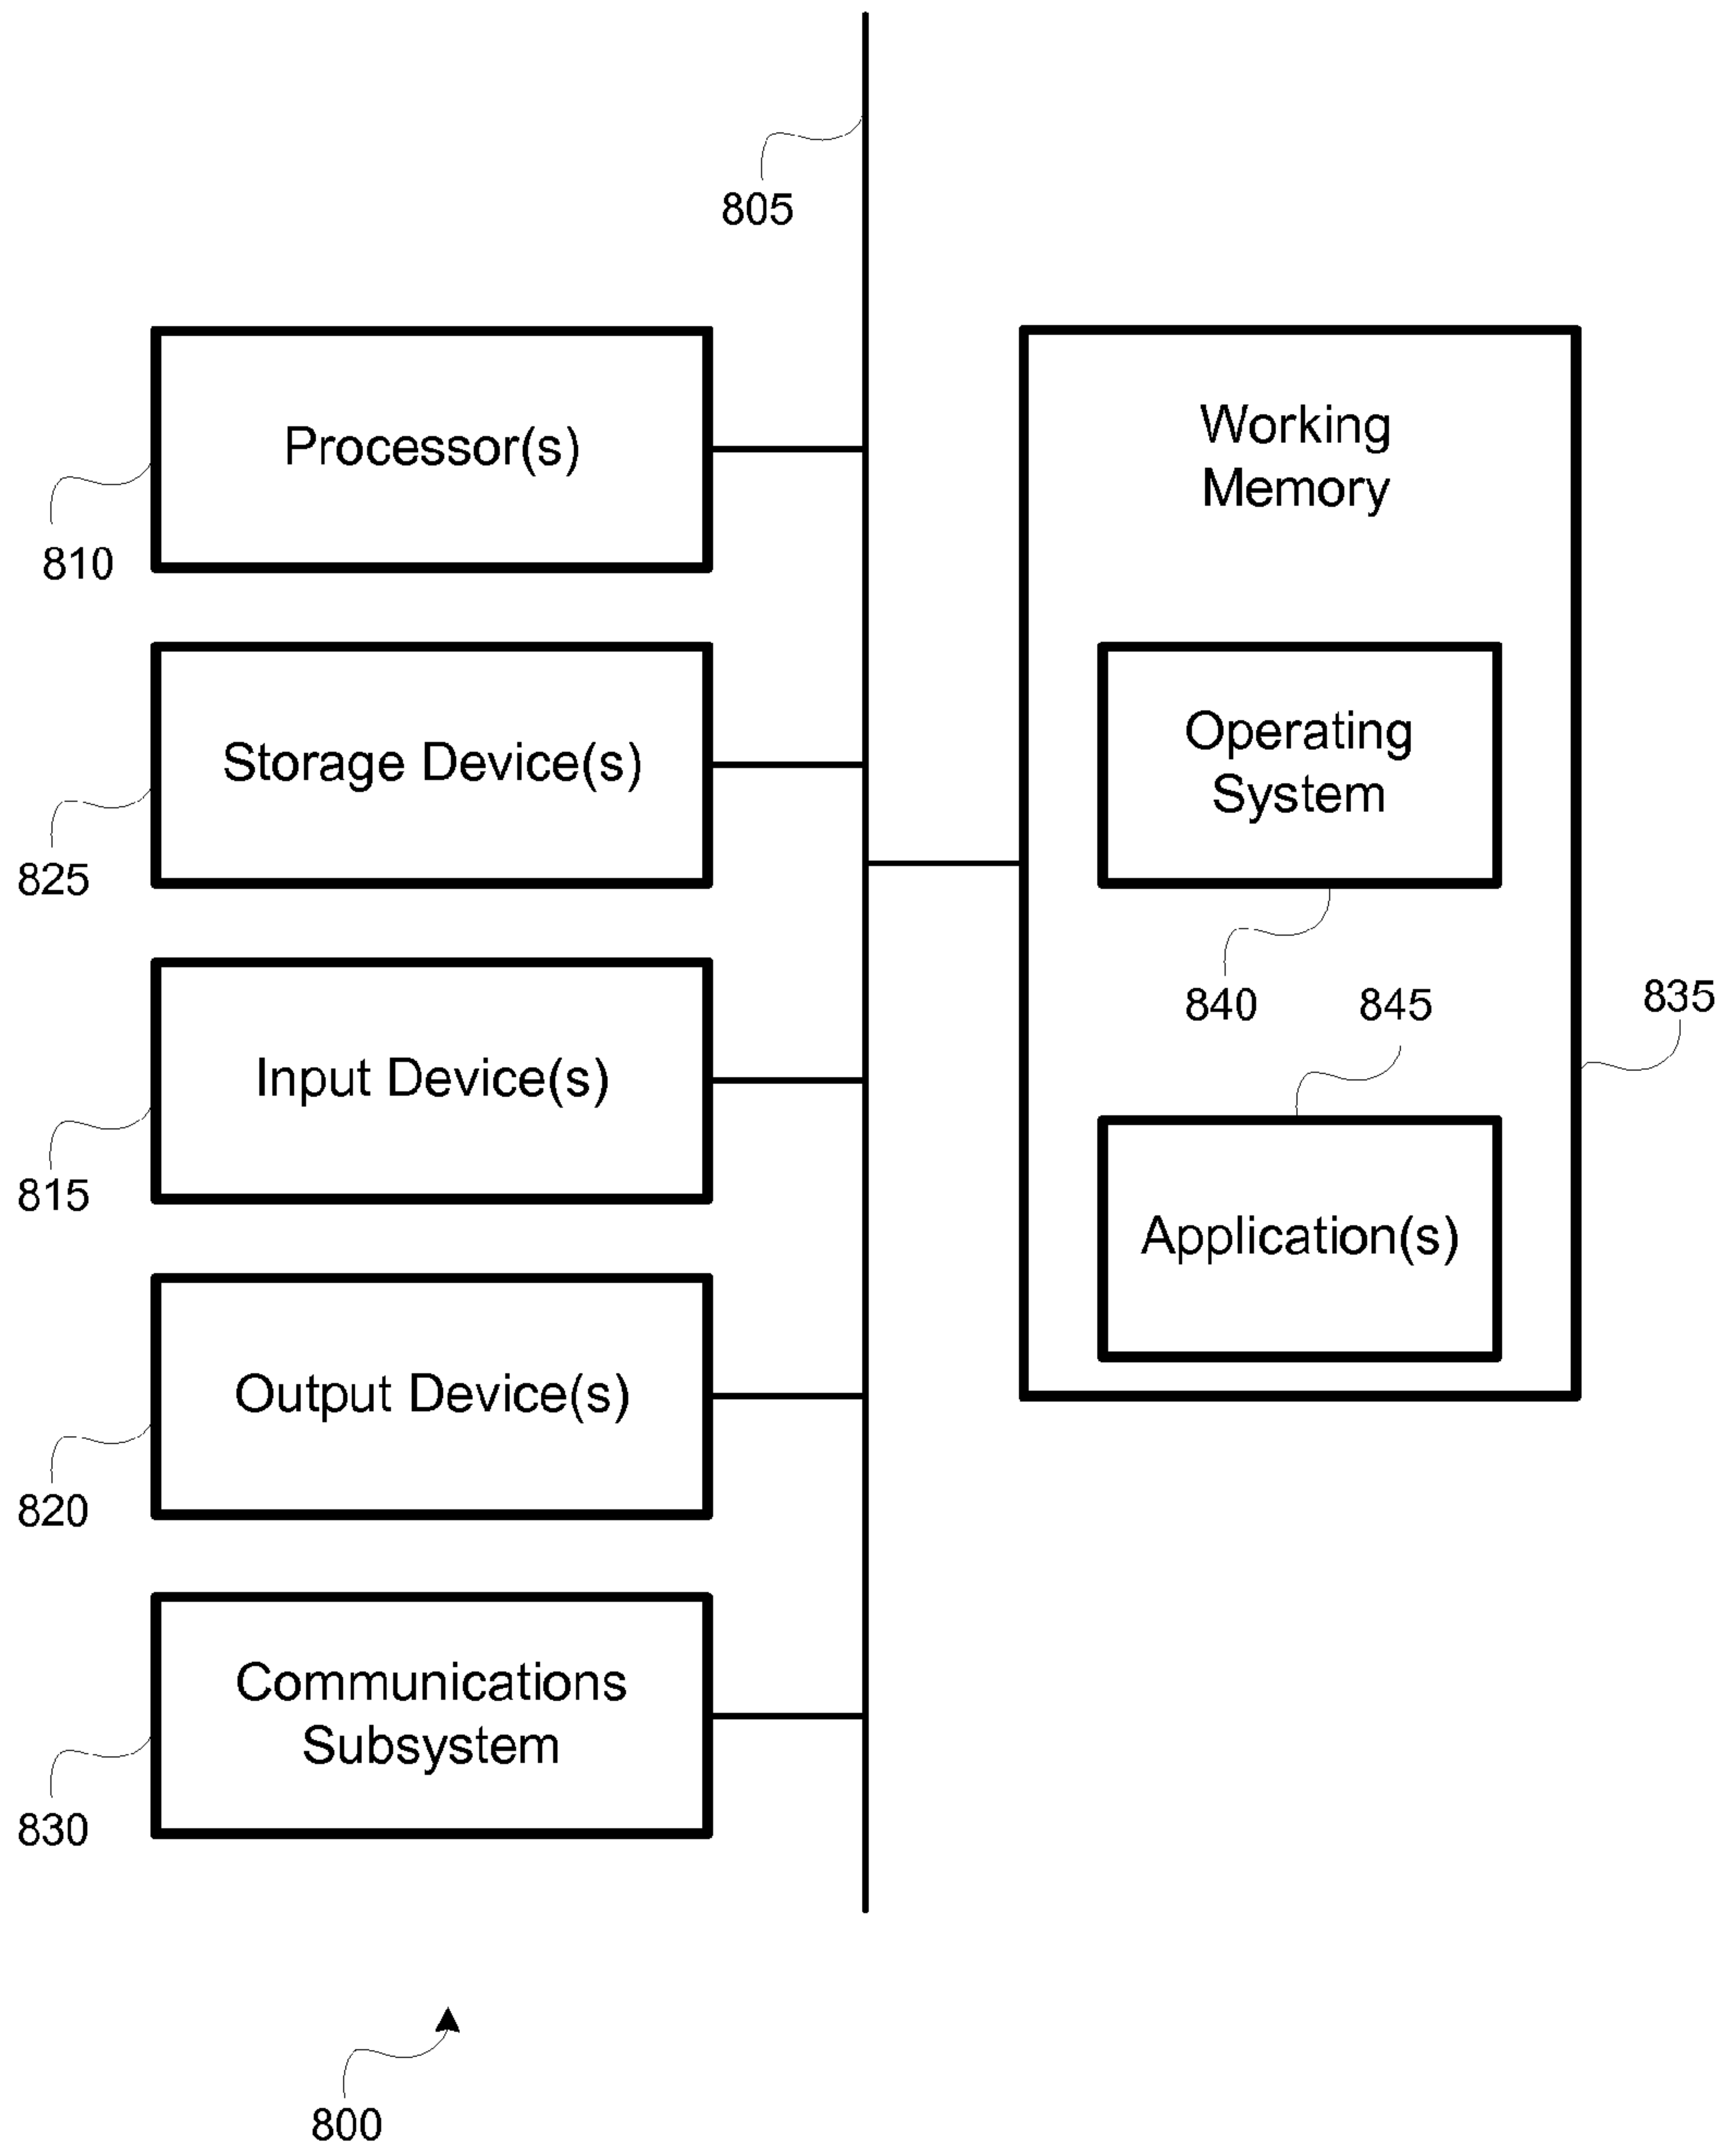 805
Processor(s)
810
Storage Device(s)
825
Input Device(s)
815
Output Device(s)
820
Communications
Subsystem
830
Working
Memory
Operating
System
840
845
835
Application(s)
800